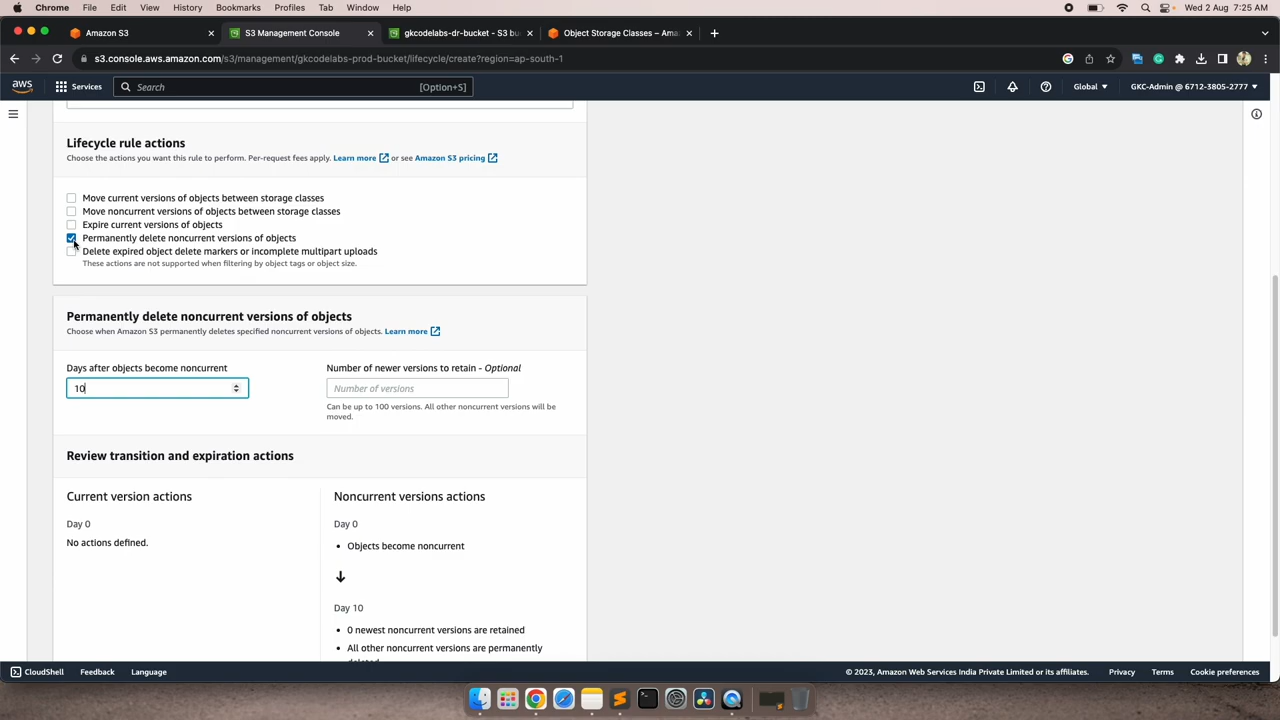 Chrome File Edit View History Bookmarks Profiles Tab Window Help Wed 2 Aug 7:25 AM
Amazon S3 S3 Management Console gkcodelabs-dr-bucket - S3 bu Object Storage Classes – Ama
s3.console.aws.amazon.com/s3/management/gkcodelabs-prod-bucket/lifecycle/create?region=ap-south-1
aws Services Search [Option+S] Global GKC-Admin @ 6712-3805-2777
Lifecycle rule actions
Choose the actions you want this rule to perform. Per-request fees apply. Learn more or see Amazon S3 pricing
Move current versions of objects between storage classes
Move noncurrent versions of objects between storage classes
Expire current versions of objects
Permanently delete noncurrent versions of objects
Delete expired object delete markers or incomplete multipart uploads
These actions are not supported when filtering by object tags or object size.
Permanently delete noncurrent versions of objects
Choose when Amazon S3 permanently deletes specified noncurrent versions of objects. Learn more
Days after objects become noncurrent
10
Number of newer versions to retain - Optional
Number of versions
Can be up to 100 versions. All other noncurrent versions will be
moved.
Review transition and expiration actions
Current version actions
Day 0
No actions defined.
Noncurrent versions actions
Day 0
• Objects become noncurrent
Day 10
• 0 newest noncurrent versions are retained
• All other noncurrent versions are permanently
deleted
CloudShell Feedback Language © 2023, Amazon Web Services India Private Limited or its affiliates. Privacy Terms Cookie preferences